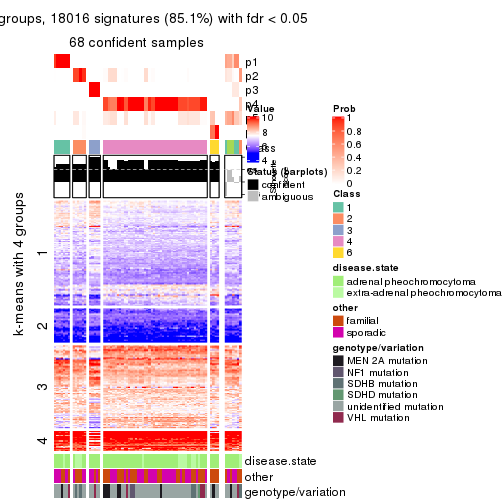 groups, 18016 signatures (85.1%) with fdr < 0.05
68 confident samples
p1
p2
p3
p4
k-means with 4 groups
1
2
3
4
Value
10
8
6
4
Status (barplots)
confident
ambiguous
Prob
1
0.8
0.6
0.4
0.2
0
Class
1
2
3
4
6
disease.state
adrenal pheochromocytoma
extra-adrenal pheochromocytoma
other
familial
sporadic
genotype/variation
MEN 2A mutation
NF1 mutation
SDHB mutation
SDHD mutation
unidentified mutation
VHL mutation
disease.state
other
genotype/variation